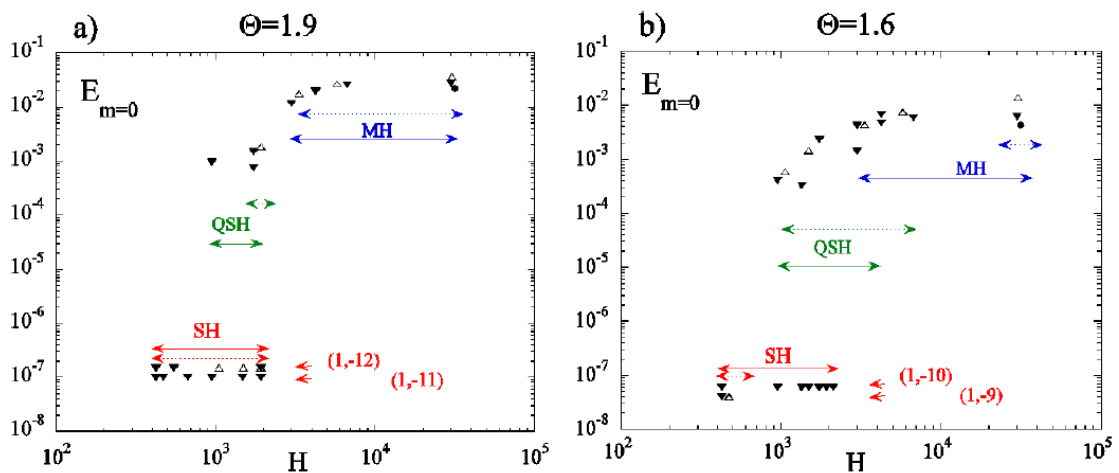 a)
Θ=1.9
10^-1
10^-2
10^-3
10^-4
10^-5
10^-6
10^-7
10^-8
E_m=0
MH
QSH
SH
(1,-12)
(1,-11)
10^2
10^3
10^4
10^5
H
b)
Θ=1.6
10^-1
10^-2
10^-3
10^-4
10^-5
10^-6
10^-7
10^-8
E_m=0
MH
QSH
SH
(1,-10)
(1,-9)
10^2
10^3
10^4
10^5
H